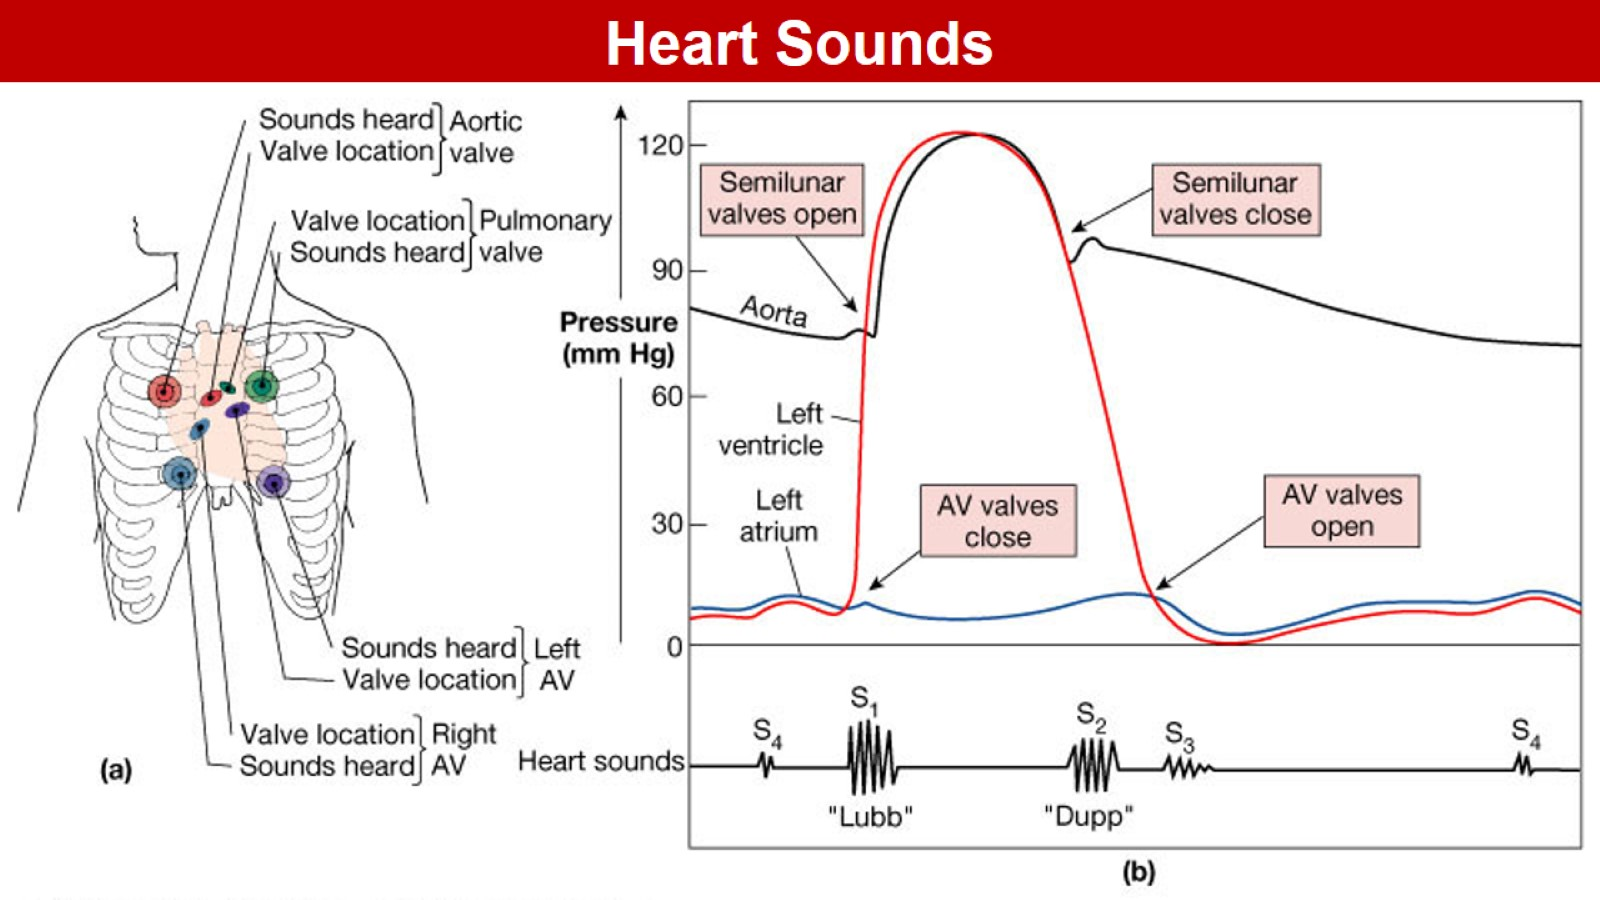 Heart Sounds
Sounds heard
Valve location
Aortic
valve
Valve location
Sounds heard
Pulmonary
valve
Sounds heard
Valve location
Left
AV
Valve location
Sounds heard
Right
AV
(a)
Pressure
(mm Hg)
120
90
60
30
0
Semilunar
valves open
Semilunar
valves close
Aorta
Left
ventricle
Left
atrium
AV valves
close
AV valves
open
Heart sounds
S4
S1
S2
S3
S4
"Lubb"
"Dupp"
(b)